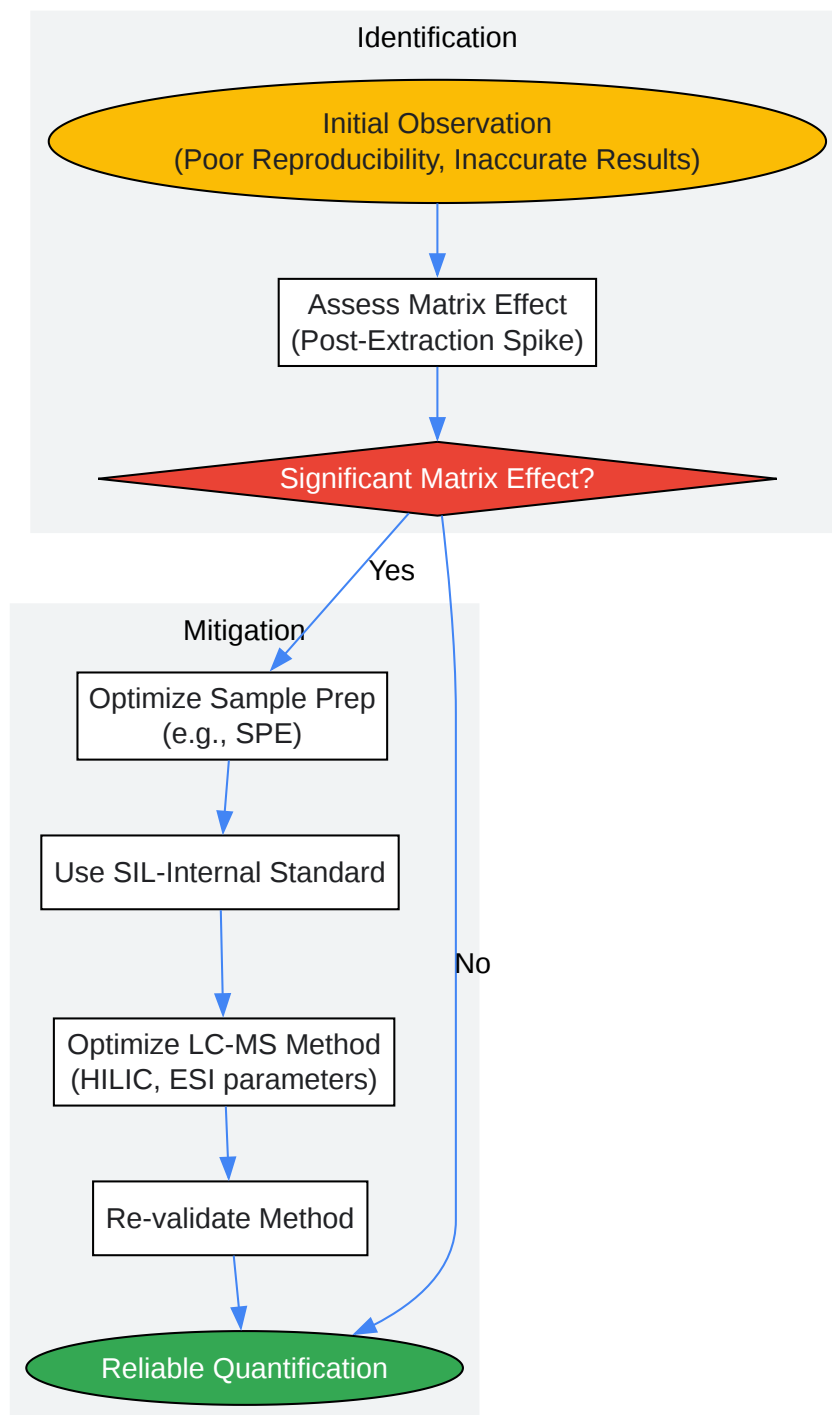 Identification
Initial Observation
(Poor Reproducibility, Inaccurate Results)
Assess Matrix Effect
(Post-Extraction Spike)
Significant Matrix Effect?
Yes
Mitigation
Optimize Sample Prep
(e.g., SPE)
Use SIL-Internal Standard
No
Optimize LC-MS Method
(HILIC, ESI parameters)
Re-validate Method
Reliable Quantification